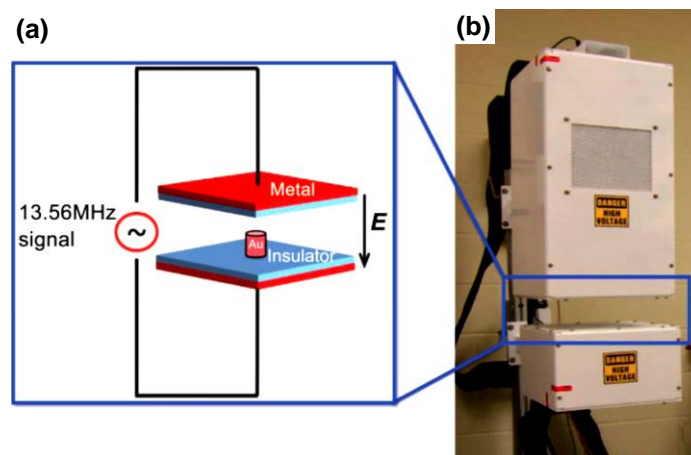 (a)
(b)
13.56MHz
signal
~
Metal
Au
Insulator
E
DANGER
HIGH
VOLTAGE
DANGER
HIGH
VOLTAGE